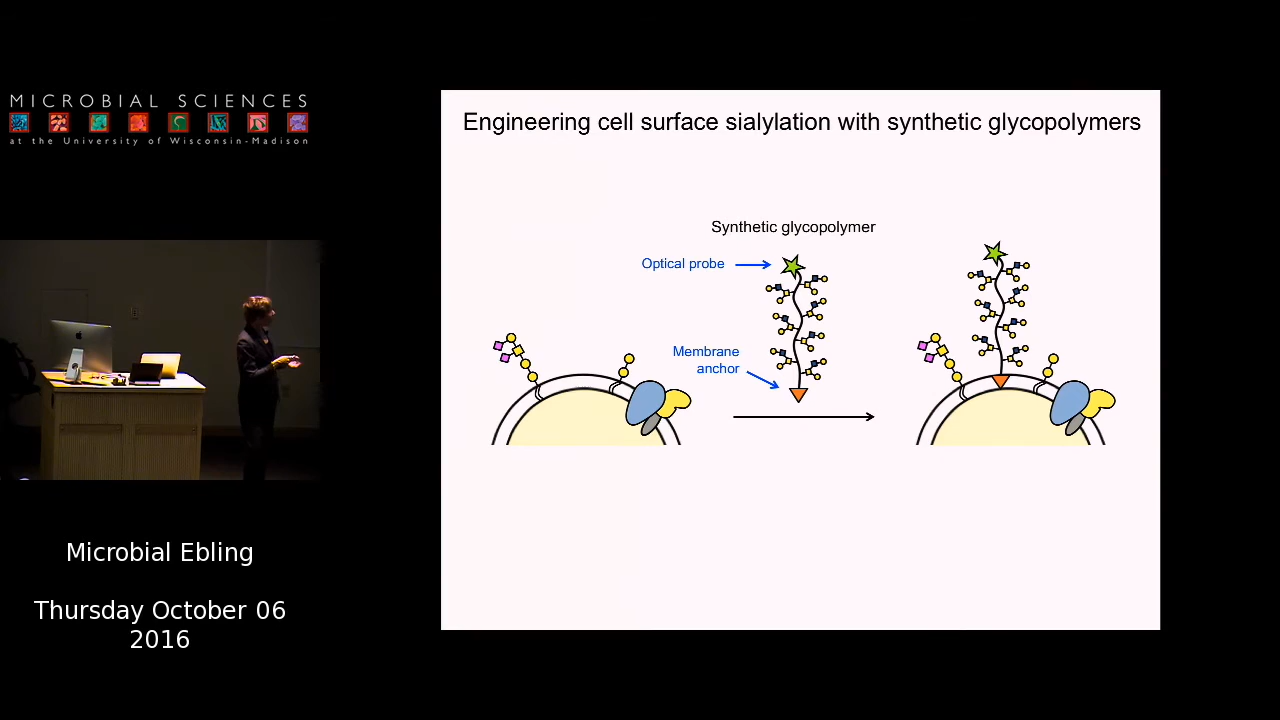 MICROBIAL SCIENCES
at the University of Wisconsin-Madison
Microbial Ebling
Thursday October 06
2016
Engineering cell surface sialylation with synthetic glycopolymers
Synthetic glycopolymer
Optical probe
Membrane
anchor